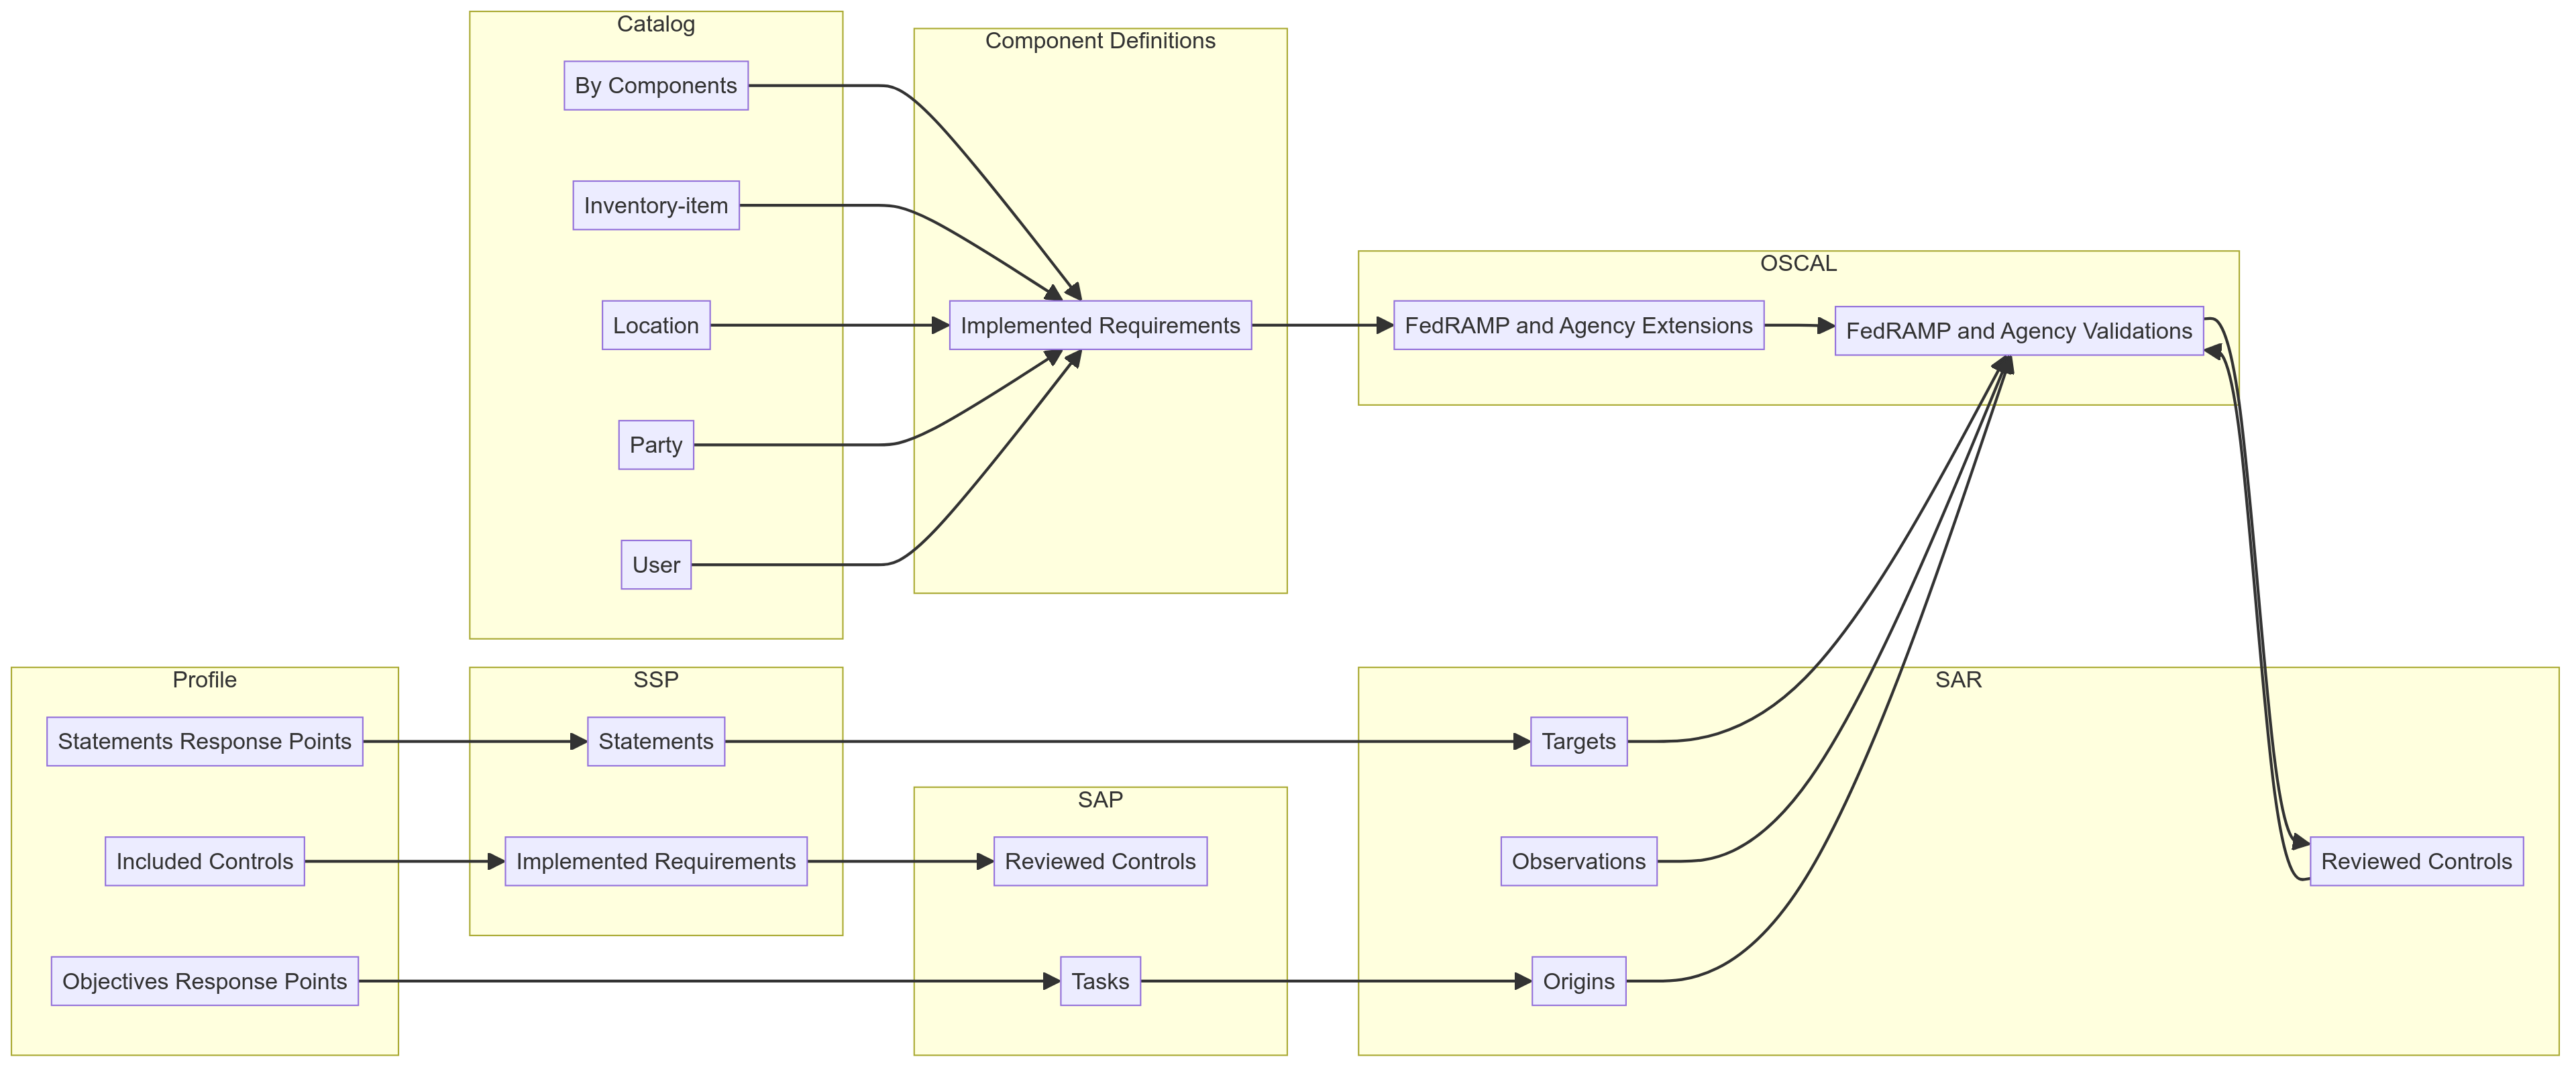 Catalog
By Components
Inventory-item
Location
Party
User
Component Definitions
Implemented Requirements
OSCAL
FedRAMP and Agency Extensions
FedRAMP and Agency Validations
Profile
Statements Response Points
Included Controls
Objectives Response Points
SSP
Statements
Implemented Requirements
SAP
Reviewed Controls
Tasks
SAR
Targets
Observations
Origins
Reviewed Controls